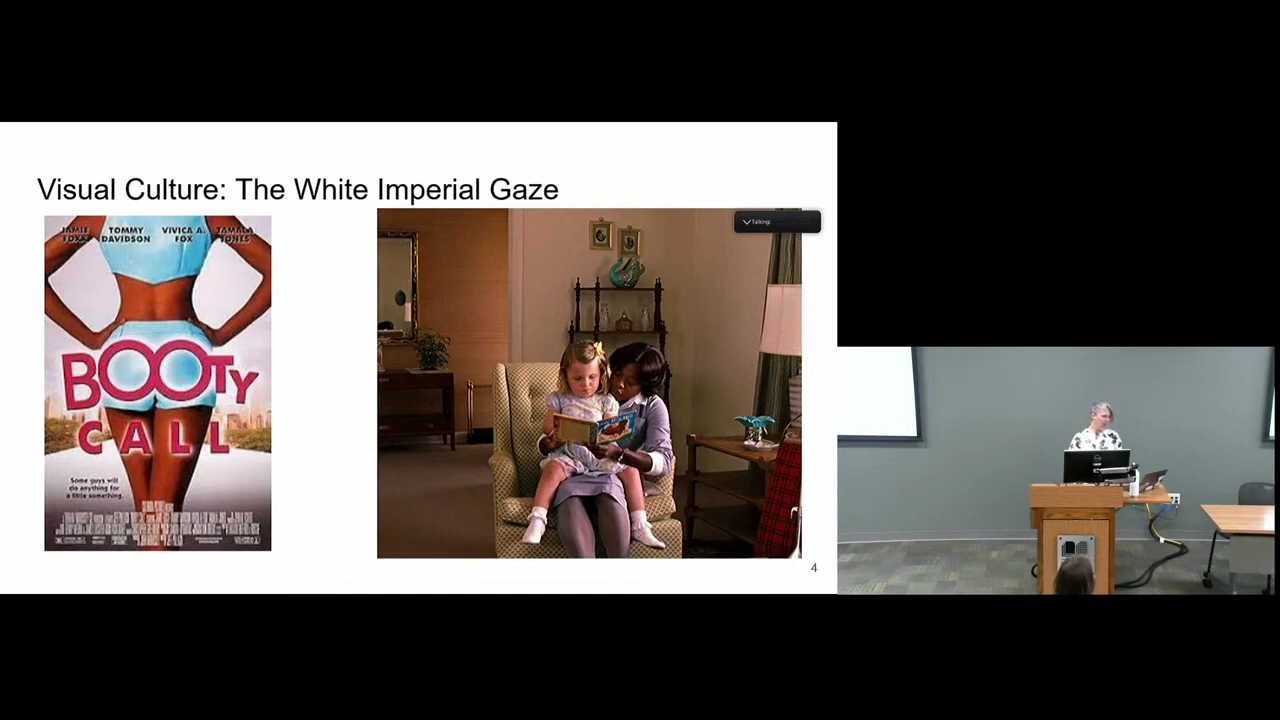 Visual Culture: The White Imperial Gaze
JAMIE FOXX TOMMY DAVIDSON VIVICA A. FOX TAMALA JONES
BOOTY
CALL
Some guys will
do anything for
a little something.
Talking:
4